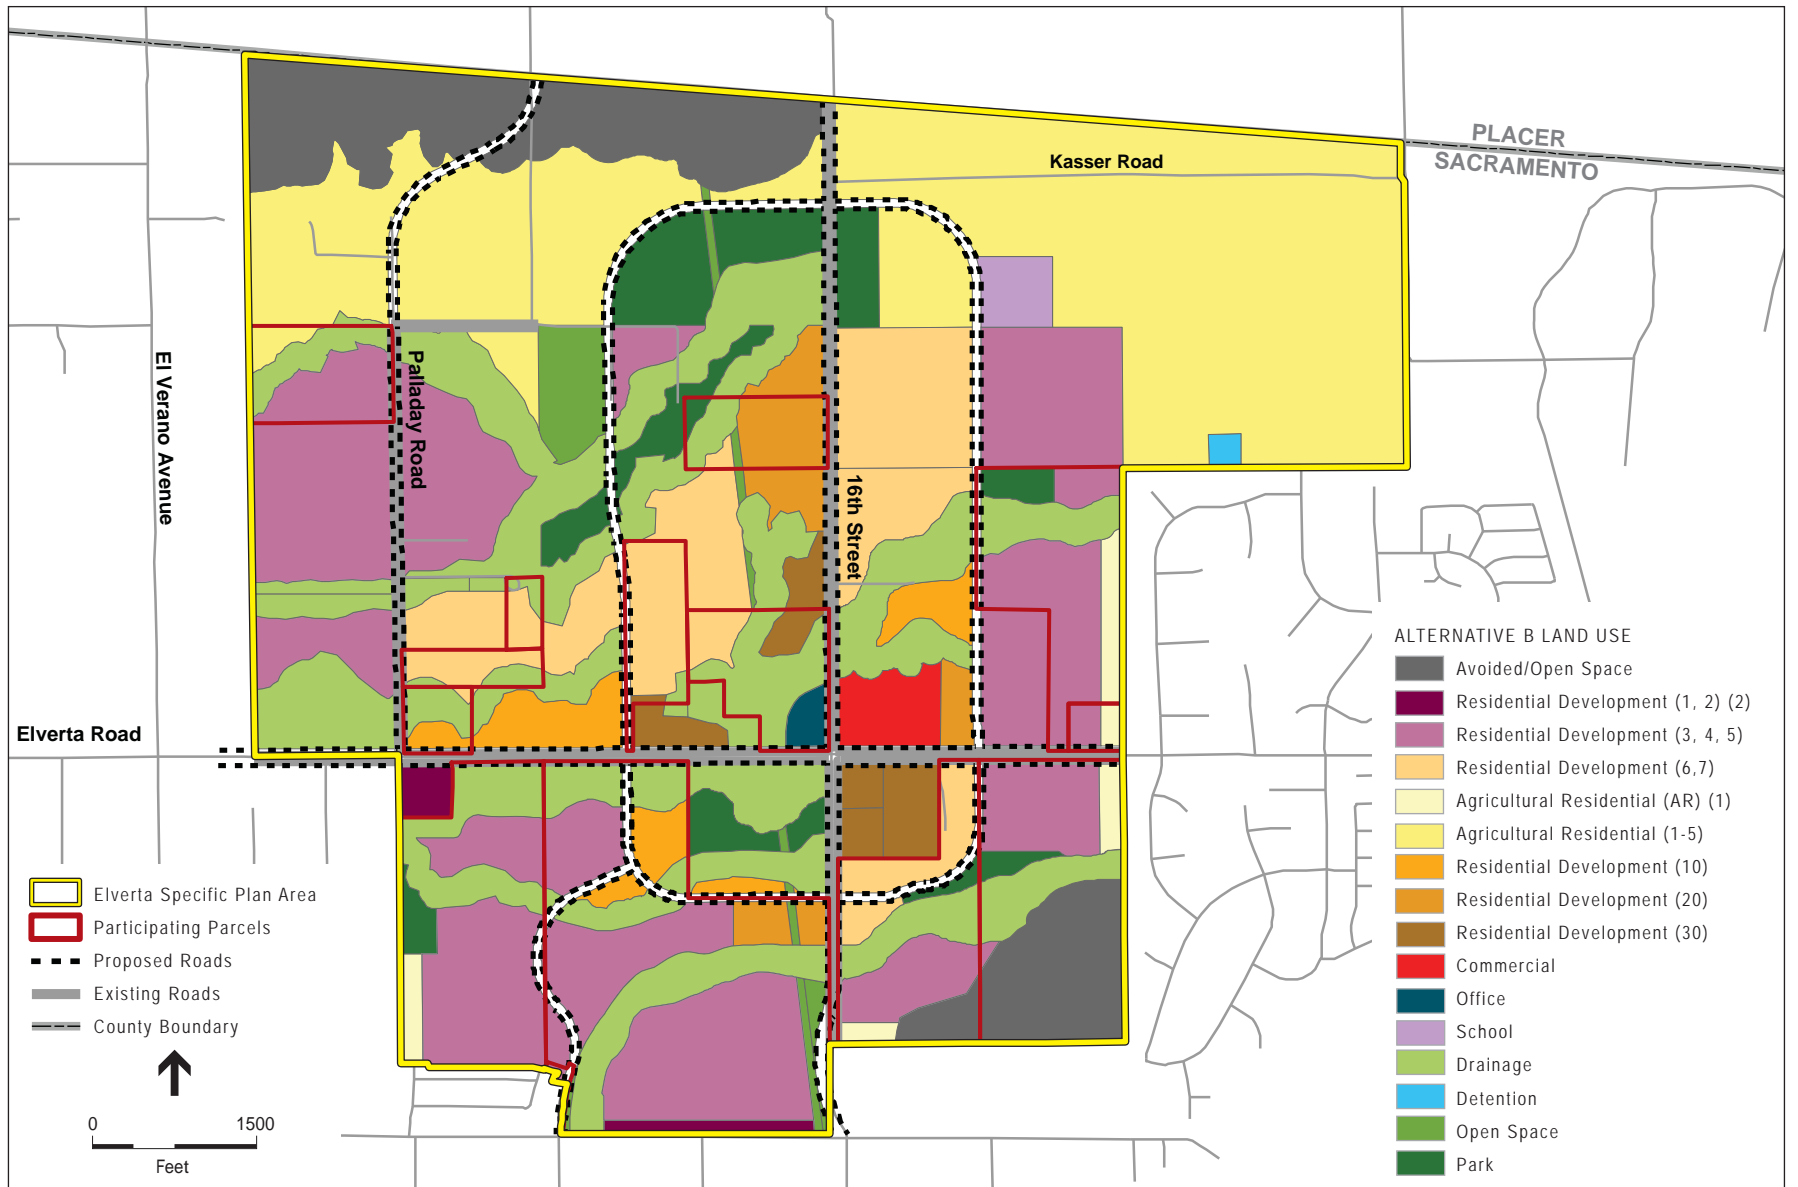 PLACER
SACRAMENTO
Kasser Road
El Verano Avenue
Palladay Road
16th Street
Elverta Road
ALTERNATIVE B LAND USE
Avoided/Open Space
Residential Development (1, 2) (2)
Residential Development (3, 4, 5)
Residential Development (6,7)
Agricultural Residential (AR) (1)
Agricultural Residential (1-5)
Residential Development (10)
Residential Development (20)
Residential Development (30)
Commercial
Office
School
Drainage
Detention
Open Space
Park
Elverta Specific Plan Area
Participating Parcels
Proposed Roads
Existing Roads
County Boundary
0 1500
Feet